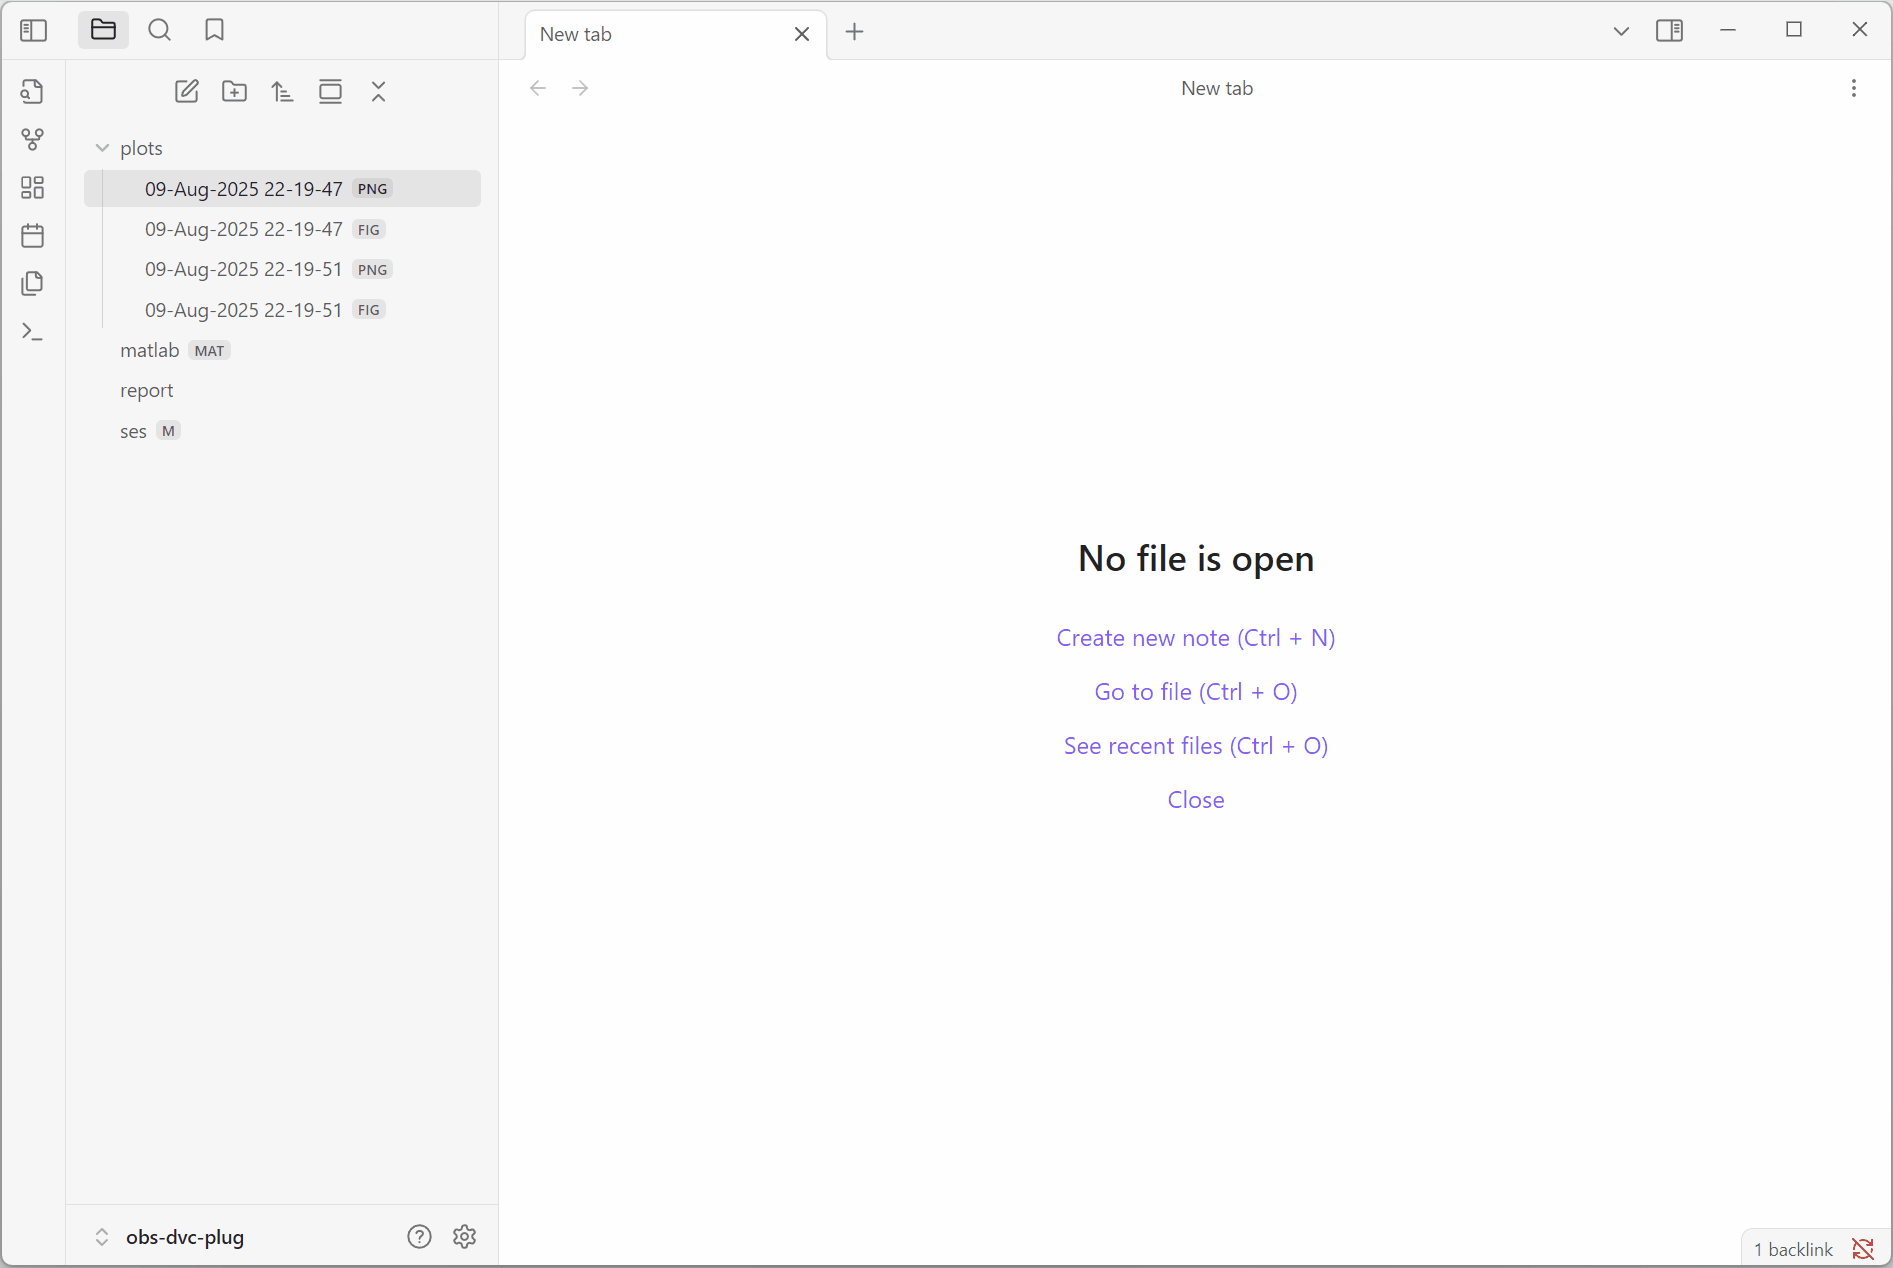 New tab
New tab
plots
09-Aug-2025 22-19-47 PNG
09-Aug-2025 22-19-47 FIG
09-Aug-2025 22-19-51 PNG
09-Aug-2025 22-19-51 FIG
matlab MAT
report
ses M
No file is open
Create new note (Ctrl + N)
Go to file (Ctrl + O)
See recent files (Ctrl + O)
Close
obs-dvc-plug
1 backlink